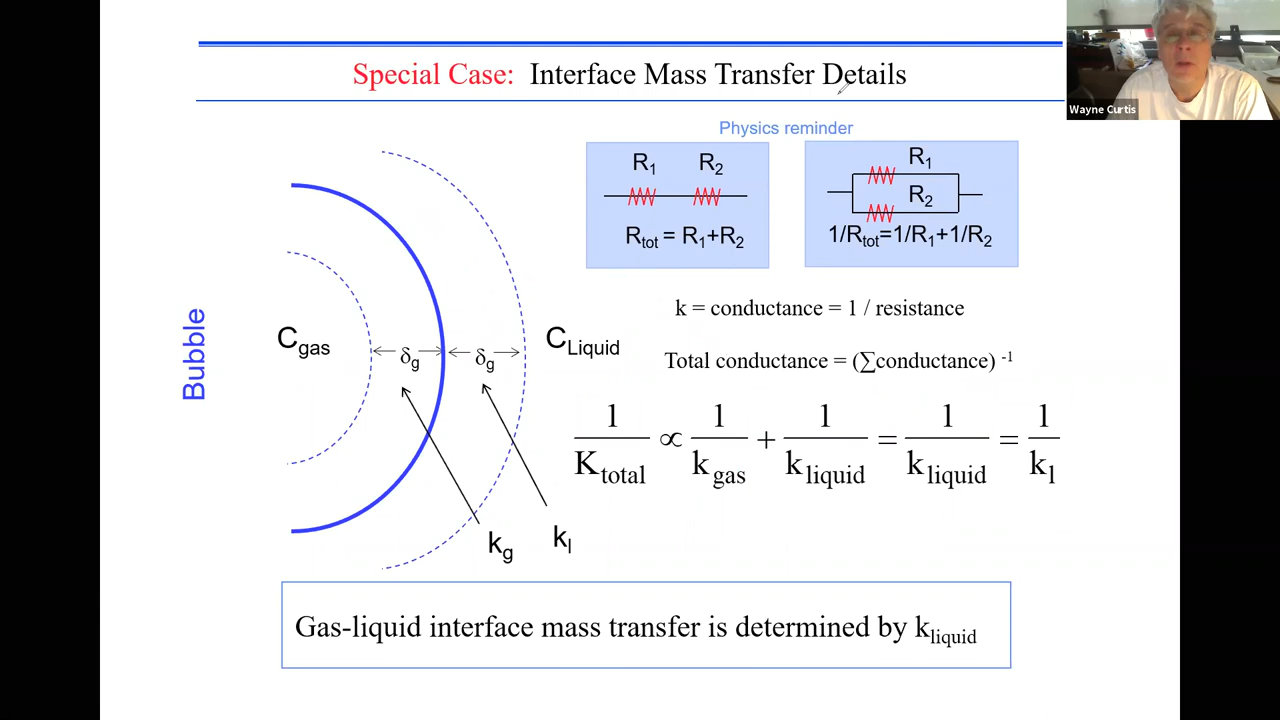 Special Case: Interface Mass Transfer Details
Wayne Curtis
Physics reminder
R1 R2
Rtot = R1+R2
R1
R2
1/Rtot=1/R1+1/R2
k = conductance = 1 / resistance
Total conductance = (∑conductance) -1
1/Ktotal ∝ 1/kgas + 1/kliquid = 1/kliquid = 1/kl
Bubble
Cgas
δg
δg
CLiquid
kg
kl
Gas-liquid interface mass transfer is determined by kliquid